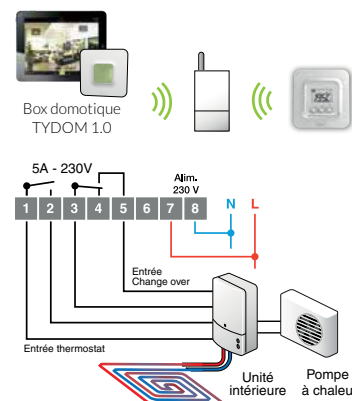 Box domotique
TYDOM 1.0
5A - 230V
Alim.
230 V
1 2 3 4 5 6 7 8
N L
Entrée
Change over
Entrée thermostat
Unité
intérieure
Pompe
à chaleu